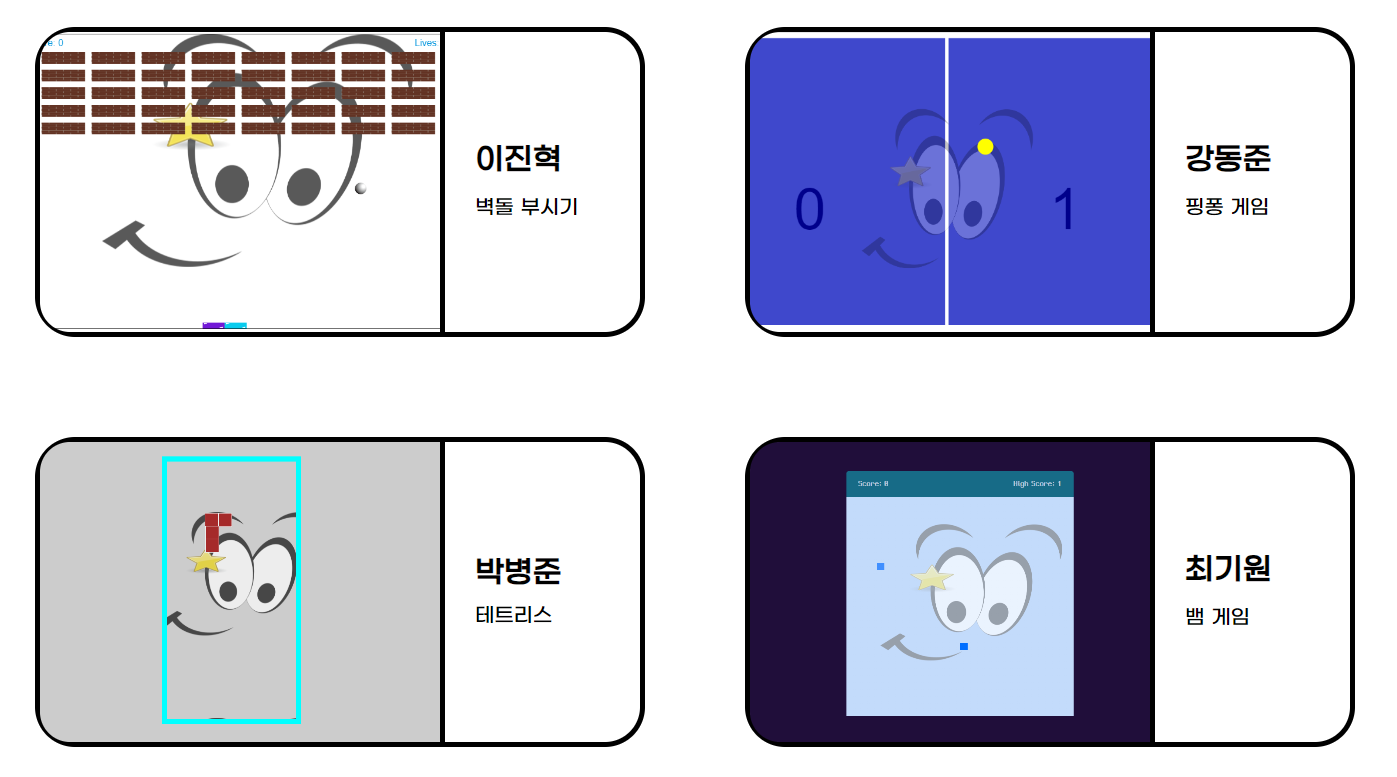 e: 0
Lives
이진혁
벽돌 부시기
0
1
강동준
핑퐁 게임
박병준
테트리스
Score: 0
High Score: 1
최기원
뱀 게임